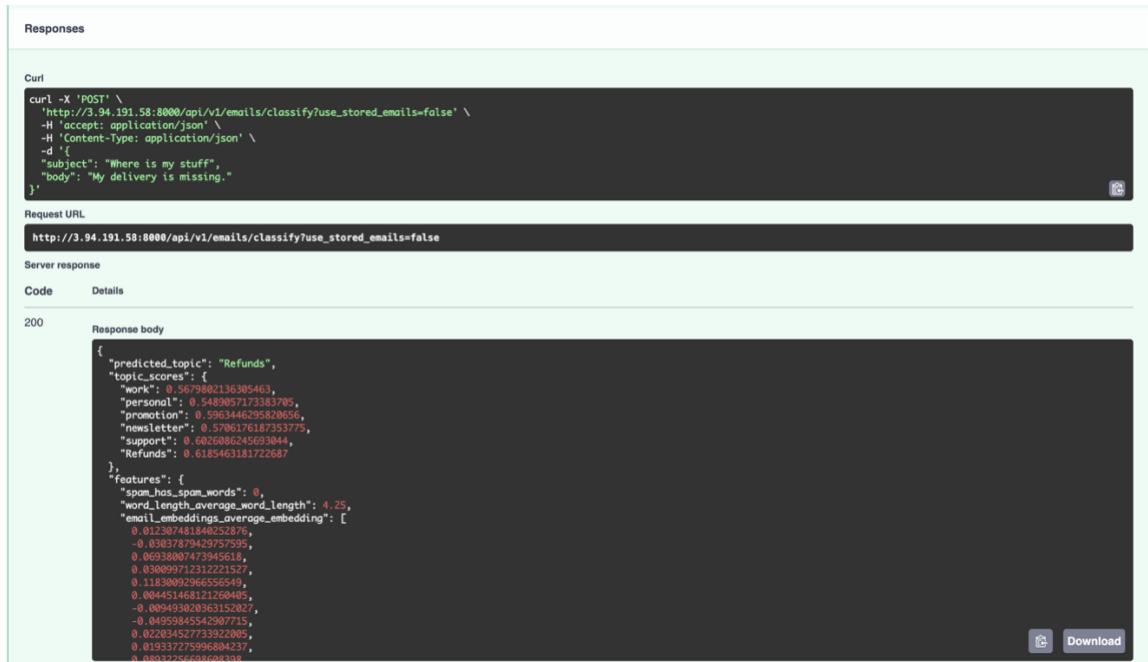 Responses
Curl
curl -X 'POST' \
'http://3.94.191.58:8000/api/v1/emails/classify?use_stored_emails=false' \
-H 'accept: application/json' \
-H 'Content-Type: application/json' \
-d '{
"subject": "Where is my stuff",
"body": "My delivery is missing."
}'
Request URL
http://3.94.191.58:8000/api/v1/emails/classify?use_stored_emails=false
Server response
Code Details
200
Response body
{
"predicted_topic": "Refunds",
"topic_scores": {
"work": 0.5679802136305463,
"personal": 0.5489057173383705,
"promotion": 0.5963446295820656,
"newsletter": 0.5706176187353775,
"support": 0.6026086245693044,
"Refunds": 0.6185463181722687
},
"features": {
"spam_has_spam_words": 0,
"word_length_average_word_length": 4.25,
"email_embeddings_average_embedding": [
0.012307481840252876,
-0.03037879429757595,
0.06938007473945618,
0.030099712312221527,
0.11830092966556549,
0.004451468121260405,
-0.009493020363152027,
-0.04959845542907715,
0.022034527733922005,
0.019337275996804237,
0.08932256698608398,
Download